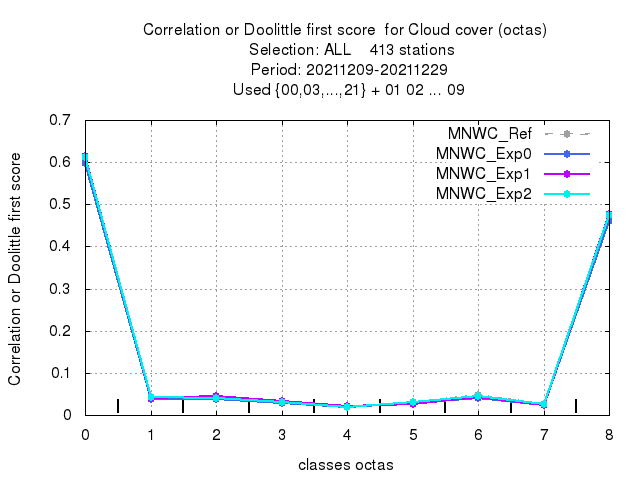 Correlation or Doolittle first score  for Cloud cover (octas)
Selection: ALL    413 stations
Period: 20211209-20211229
Used {00,03,...,21} + 01 02 ... 09
Correlation or Doolittle first score
0.7
0.6
0.5
0.4
0.3
0.2
0.1
0
MNWC_Ref
MNWC_Exp0
MNWC_Exp1
MNWC_Exp2
0 1 2 3 4 5 6 7 8
classes octas